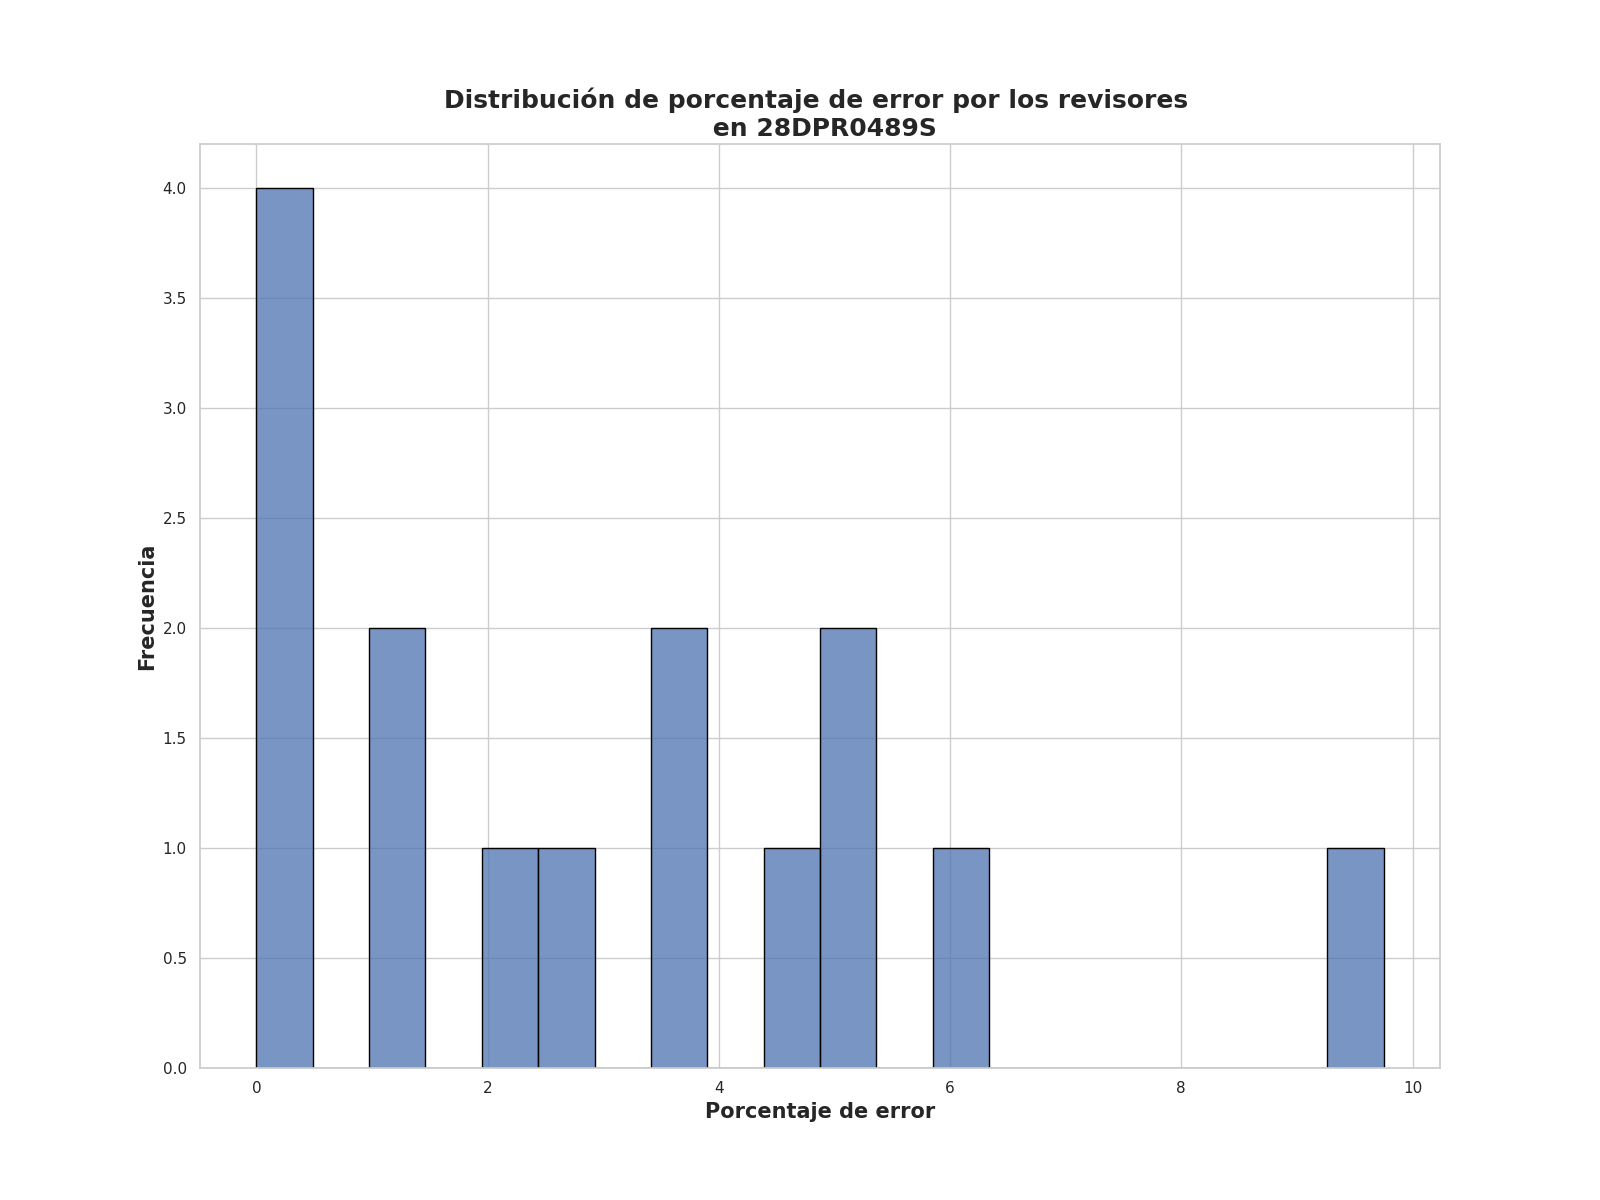 Distribución de porcentaje de error por los revisores
en 28DPR0489S
4.0
3.5
3.0
2.5
2.0
1.5
1.0
0.5
0.0
Frecuencia
0 2 4 6 8 10
Porcentaje de error